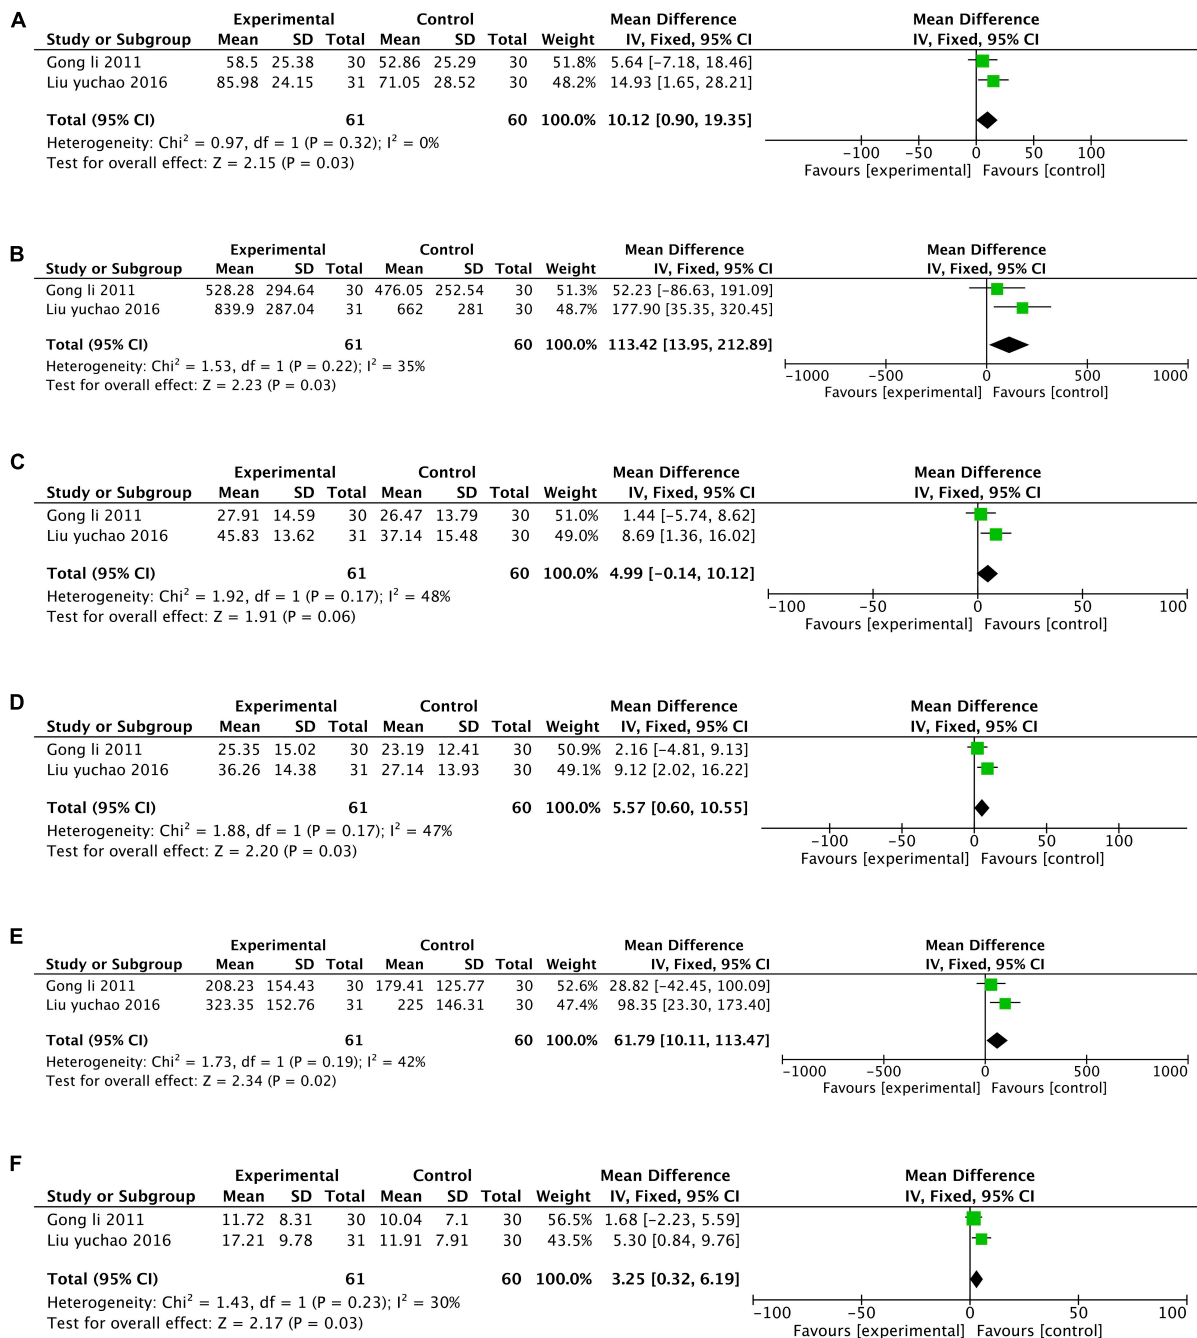 A
Experimental Control Mean Difference Mean Difference
Study or Subgroup Mean SD Total Mean SD Total Weight IV, Fixed, 95% CI IV, Fixed, 95% CI
Gong li 2011 58.5 25.38 30 52.86 25.29 30 51.8% 5.64 [−7.18, 18.46]
Liu yuchao 2016 85.98 24.15 31 71.05 28.52 30 48.2% 14.93 [1.65, 28.21]
Total (95% CI) 61 60 100.0% 10.12 [0.90, 19.35]
Heterogeneity: Chi² = 0.97, df = 1 (P = 0.32); I² = 0%
Test for overall effect: Z = 2.15 (P = 0.03)
−100 −50 0 50 100
Favours [experimental] Favours [control]
B
Experimental Control Mean Difference Mean Difference
Study or Subgroup Mean SD Total Mean SD Total Weight IV, Fixed, 95% CI IV, Fixed, 95% CI
Gong li 2011 528.28 294.64 30 476.05 252.54 30 51.3% 52.23 [−86.63, 191.09]
Liu yuchao 2016 839.9 287.04 31 662 281 30 48.7% 177.90 [35.35, 320.45]
Total (95% CI) 61 60 100.0% 113.42 [13.95, 212.89]
Heterogeneity: Chi² = 1.53, df = 1 (P = 0.22); I² = 35%
Test for overall effect: Z = 2.23 (P = 0.03)
−1000 −500 0 500 1000
Favours [experimental] Favours [control]
C
Experimental Control Mean Difference Mean Difference
Study or Subgroup Mean SD Total Mean SD Total Weight IV, Fixed, 95% CI IV, Fixed, 95% CI
Gong li 2011 27.91 14.59 30 26.47 13.79 30 51.0% 1.44 [−5.74, 8.62]
Liu yuchao 2016 45.83 13.62 31 37.14 15.48 30 49.0% 8.69 [1.36, 16.02]
Total (95% CI) 61 60 100.0% 4.99 [−0.14, 10.12]
Heterogeneity: Chi² = 1.92, df = 1 (P = 0.17); I² = 48%
Test for overall effect: Z = 1.91 (P = 0.06)
−100 −50 0 50 100
Favours [experimental] Favours [control]
D
Experimental Control Mean Difference Mean Difference
Study or Subgroup Mean SD Total Mean SD Total Weight IV, Fixed, 95% CI IV, Fixed, 95% CI
Gong li 2011 25.35 15.02 30 23.19 12.41 30 50.9% 2.16 [−4.81, 9.13]
Liu yuchao 2016 36.26 14.38 31 27.14 13.93 30 49.1% 9.12 [2.02, 16.22]
Total (95% CI) 61 60 100.0% 5.57 [0.60, 10.55]
Heterogeneity: Chi² = 1.88, df = 1 (P = 0.17); I² = 47%
Test for overall effect: Z = 2.20 (P = 0.03)
−100 −50 0 50 100
Favours [experimental] Favours [control]
E
Experimental Control Mean Difference Mean Difference
Study or Subgroup Mean SD Total Mean SD Total Weight IV, Fixed, 95% CI IV, Fixed, 95% CI
Gong li 2011 208.23 154.43 30 179.41 125.77 30 52.6% 28.82 [−42.45, 100.09]
Liu yuchao 2016 323.35 152.76 31 225 146.31 30 47.4% 98.35 [23.30, 173.40]
Total (95% CI) 61 60 100.0% 61.79 [10.11, 113.47]
Heterogeneity: Chi² = 1.73, df = 1 (P = 0.19); I² = 42%
Test for overall effect: Z = 2.34 (P = 0.02)
−1000 −500 0 500 1000
Favours [experimental] Favours [control]
F
Experimental Control Mean Difference Mean Difference
Study or Subgroup Mean SD Total Mean SD Total Weight IV, Fixed, 95% CI IV, Fixed, 95% CI
Gong li 2011 11.72 8.31 30 10.04 7.1 30 56.5% 1.68 [−2.23, 5.59]
Liu yuchao 2016 17.21 9.78 31 11.91 7.91 30 43.5% 5.30 [0.84, 9.76]
Total (95% CI) 61 60 100.0% 3.25 [0.32, 6.19]
Heterogeneity: Chi² = 1.43, df = 1 (P = 0.23); I² = 30%
Test for overall effect: Z = 2.17 (P = 0.03)
−100 −50 0 50 100
Favours [experimental] Favours [control]